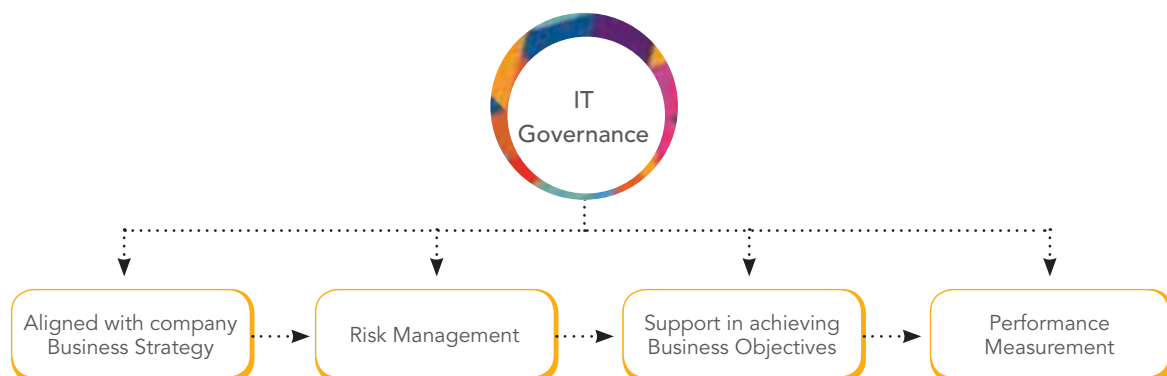 IT
Governance
Aligned with company
Business Strategy
Risk Management
Support in achieving
Business Objectives
Performance
Measurement